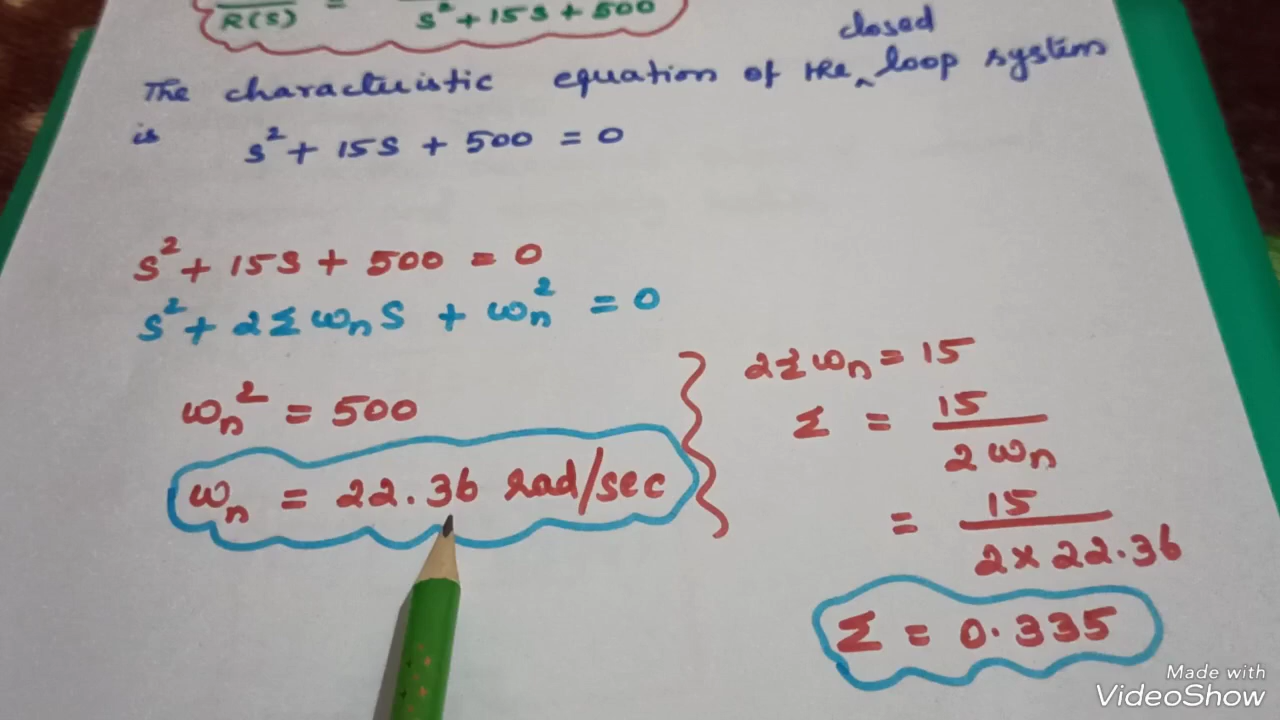 R(S) = s² + 15s + 500
closed
The characteristic equation of the ^ loop system
is s² + 15s + 500 = 0
s² + 15s + 500 = 0
s² + 2Σωₙs + ωₙ² = 0
ωₙ² = 500
ωₙ = 22.36 rad/sec
2Σωₙ = 15
Σ = 15 / 2ωₙ
= 15 / 2×22.36
Σ = 0.335
Made with
VideoShow